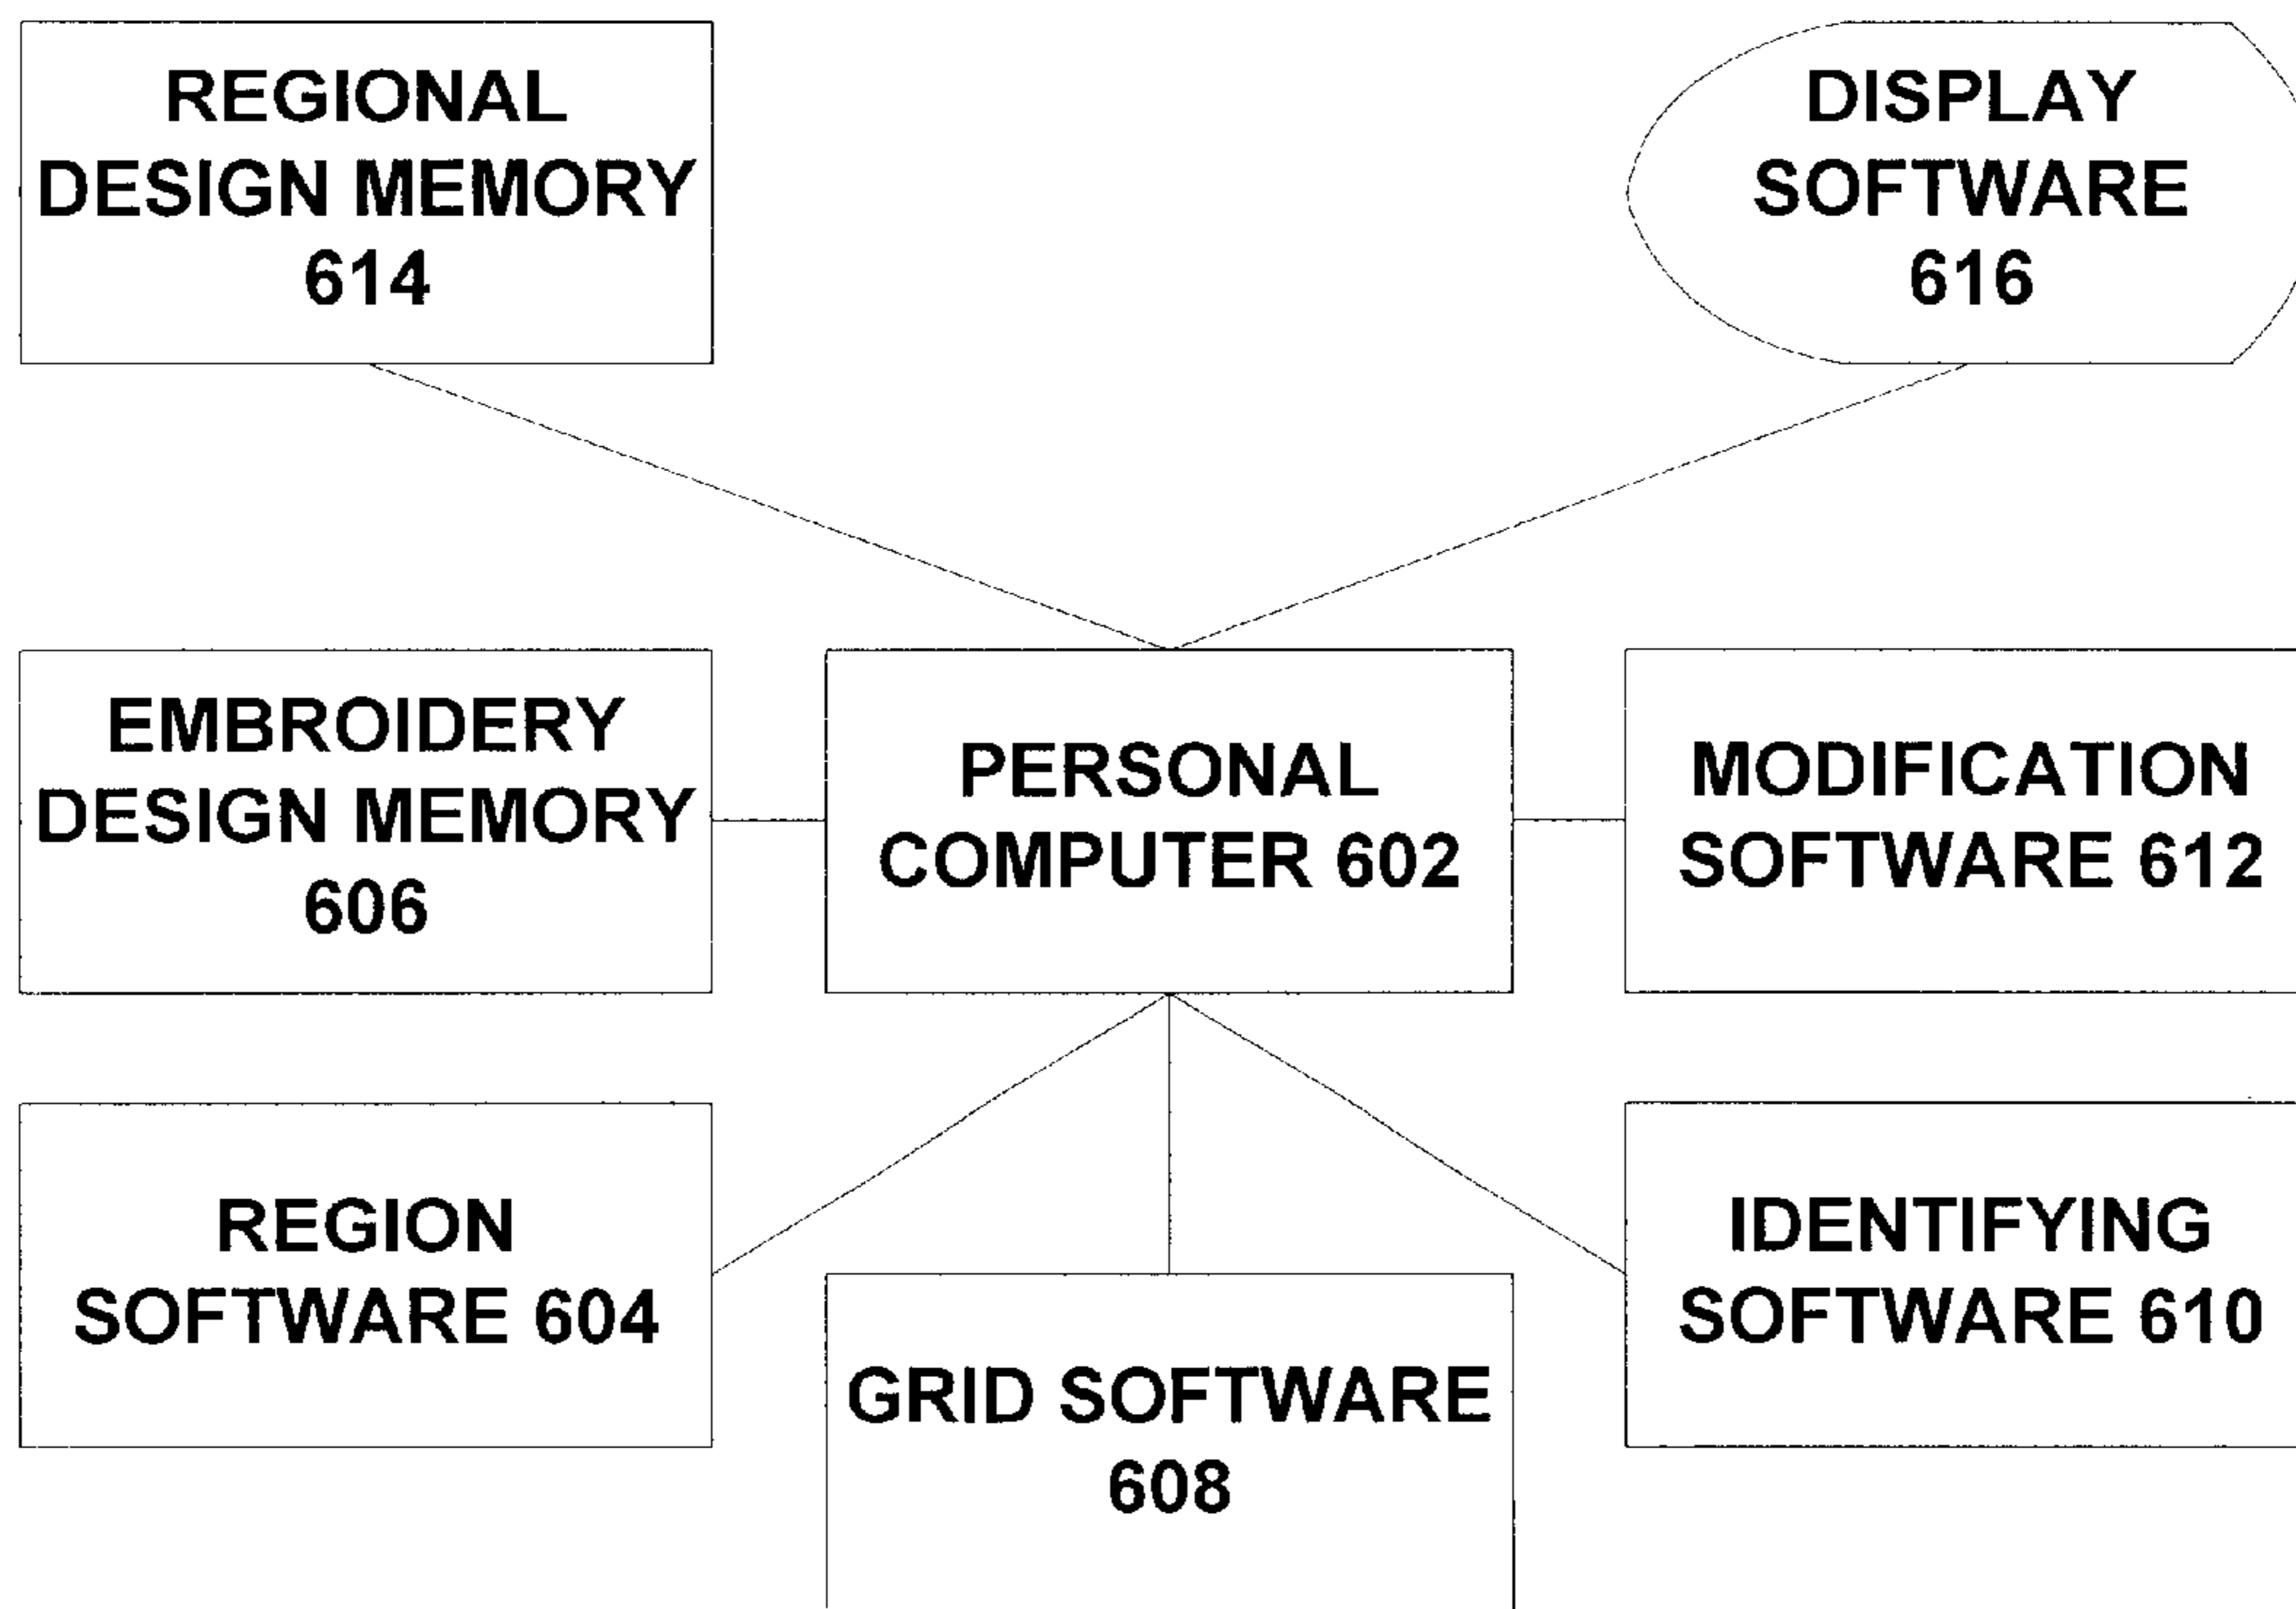 REGIONAL
DESIGN MEMORY
614
DISPLAY
SOFTWARE
616
EMBROIDERY
DESIGN MEMORY
606
PERSONAL
COMPUTER 602
MODIFICATION
SOFTWARE 612
REGION
SOFTWARE 604
GRID SOFTWARE
608
IDENTIFYING
SOFTWARE 610